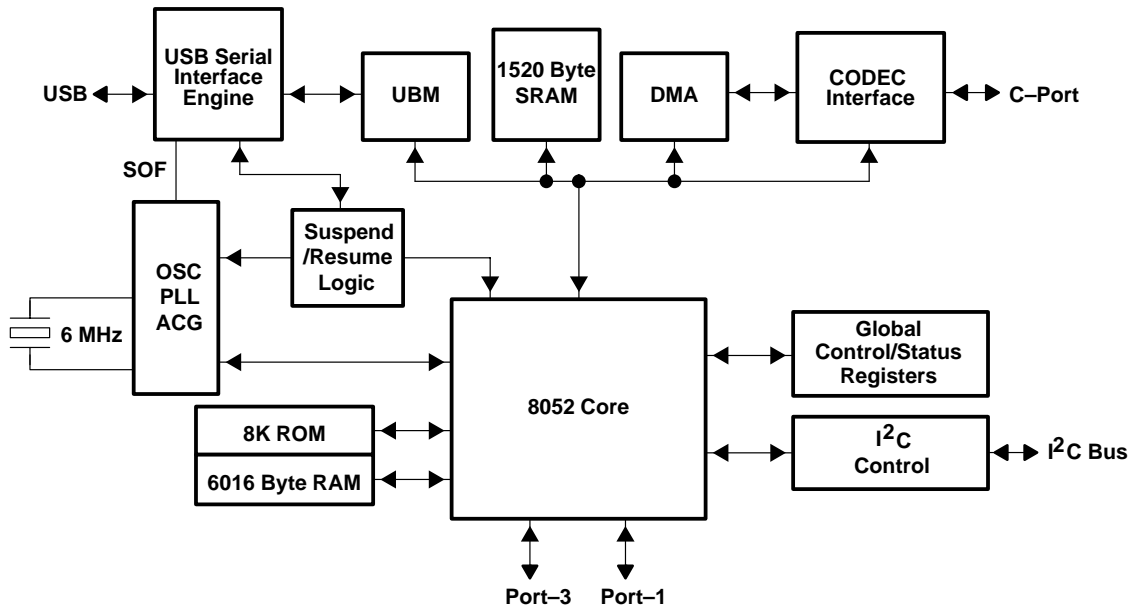 USB
USB Serial
Interface
Engine
UBM
1520 Byte
SRAM
DMA
CODEC
Interface
C–Port
SOF
Suspend
/Resume
Logic
OSC
PLL
ACG
6 MHz
8052 Core
Global
Control/Status
Registers
8K ROM
6016 Byte RAM
I²C
Control
I²C Bus
Port–3
Port–1